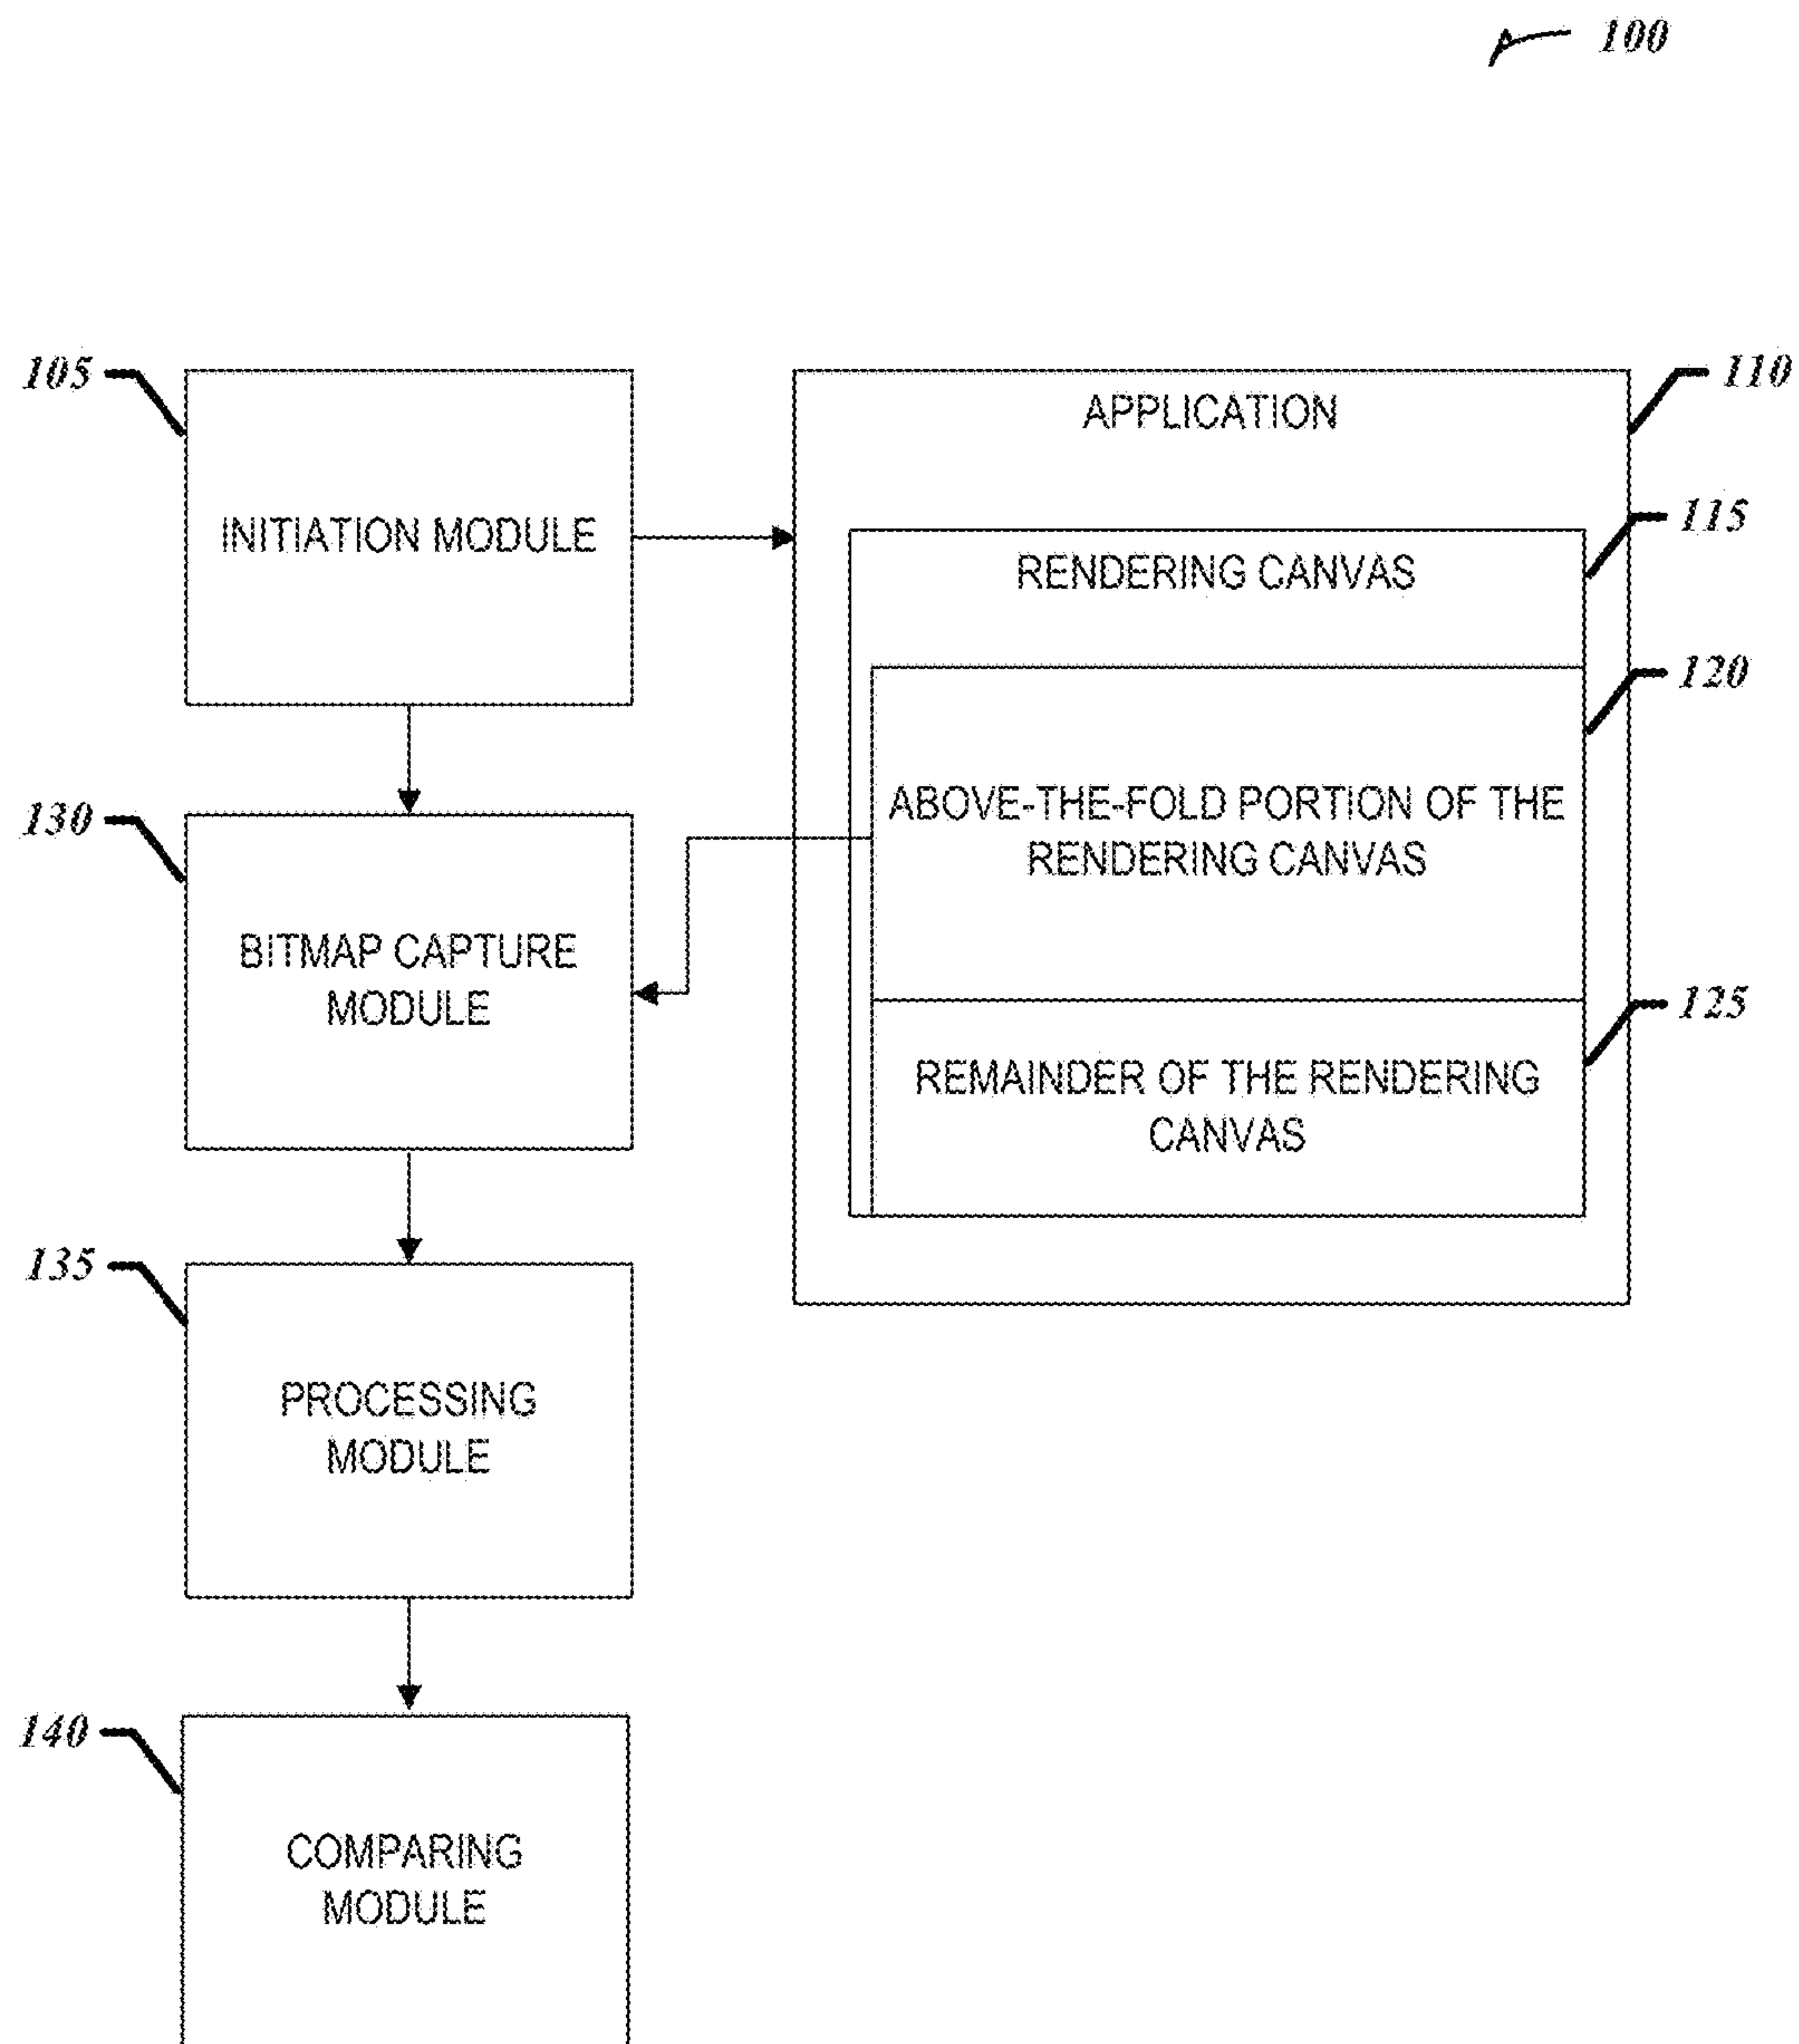 100
105
INITIATION MODULE
110
APPLICATION
115
RENDERING CANVAS
120
ABOVE-THE-FOLD PORTION OF THE
RENDERING CANVAS
125
REMAINDER OF THE RENDERING
CANVAS
130
BITMAP CAPTURE
MODULE
135
PROCESSING
MODULE
140
COMPARING
MODULE